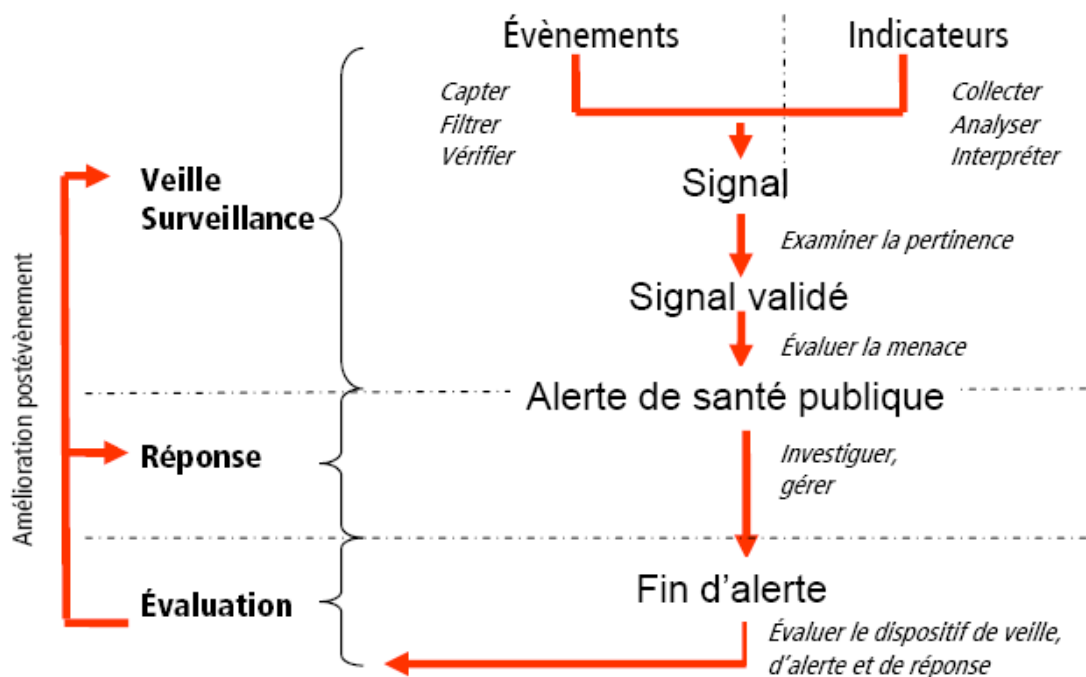 Évènements
Indicateurs
Capter
Filtrer
Vérifier
Collecter
Analyser
Interpréter
Veille
Surveillance
Signal
Examiner la pertinence
Signal validé
Évaluer la menace
Alerte de santé publique
Amélioration postévènement
Réponse
Investiguer,
gérer
Fin d’alerte
Évaluation
Évaluer le dispositif de veille,
d’alerte et de réponse